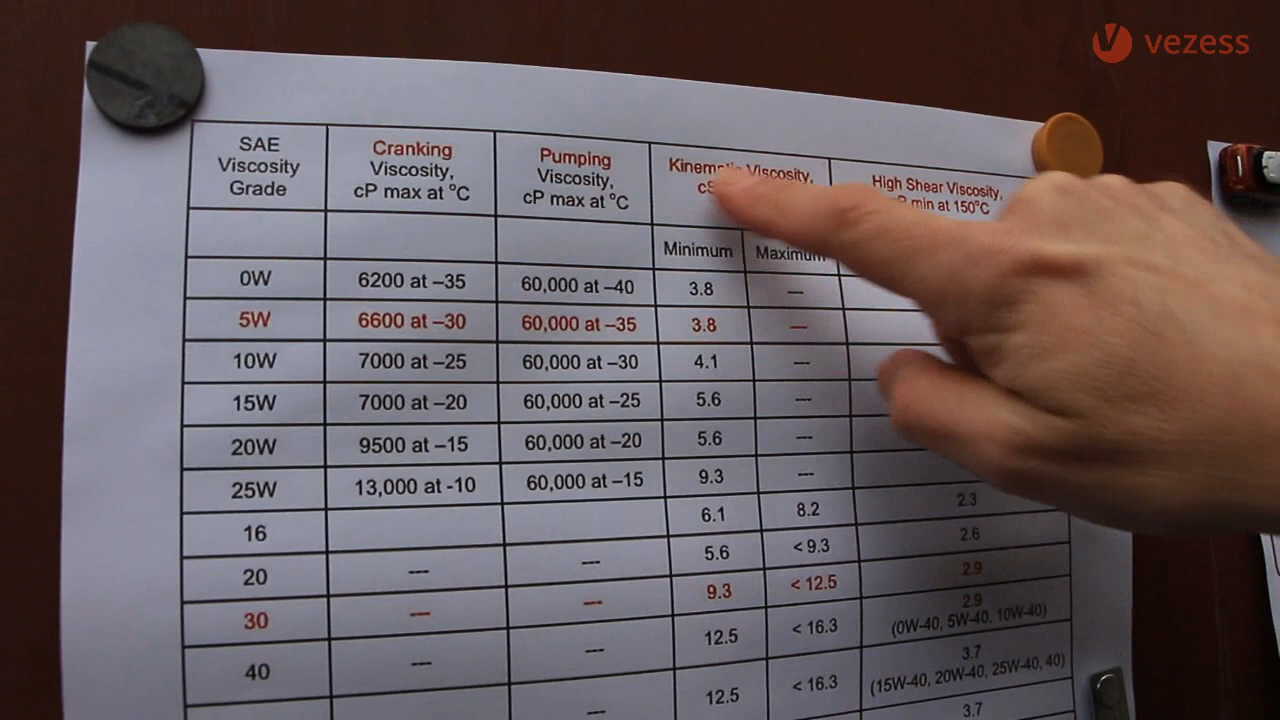 vezess
SAE
Viscosity
Grade
Cranking
Viscosity,
cP max at °C
Pumping
Viscosity,
cP max at °C
Viscosity,
High Shear Viscosity,
min at 150°C
Minimum
Maximum
0W 6200 at –35 60,000 at –40 3.8 ---
5W 6600 at –30 60,000 at –35 3.8 ---
10W 7000 at –25 60,000 at –30 4.1 ---
15W 7000 at –20 60,000 at –25 5.6 ---
20W 9500 at –15 60,000 at –20 5.6 ---
25W 13,000 at -10 60,000 at –15 9.3 ---
16 6.1 8.2 2.3
20 --- --- 5.6 < 9.3 2.6
30 --- --- 9.3 < 12.5 2.9
40 --- --- 12.5 < 16.3 2.9
(0W-40, 5W-40, 10W-40)
--- 12.5 < 16.3 3.7
(15W-40, 20W-40, 25W-40, 40)
3.7